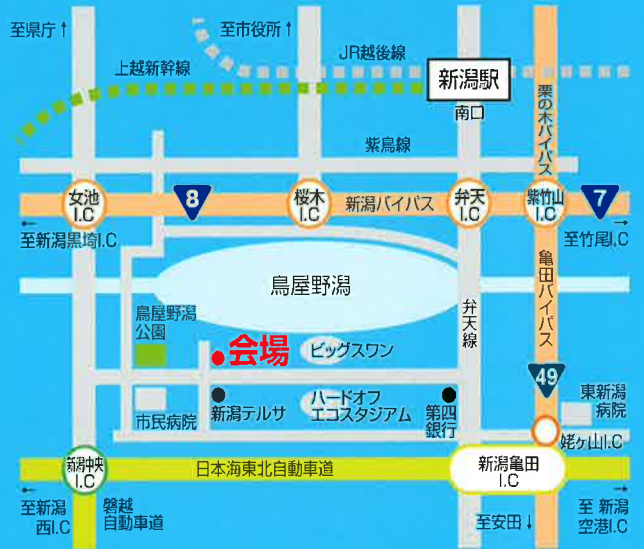 至県庁↑
至市役所↑
JR越後線
上越新幹線
新潟駅
南口
栗の木バイパス
紫鳥線
女池
I.C
8
桜木
I.C
新潟バイパス
弁天
I.C
紫竹山
I.C
7
←
至新潟黒埼I.C
→
至竹尾I.C
鳥屋野潟
亀田バイパス
弁天線
鳥屋野潟
公園
会場
ビッグスワン
49
市民病院
新潟テルサ
ハードオフ
エコスタジアム
第四
銀行
東新潟
病院
姥ヶ山I.C
新潟中央
I.C
日本海東北自動車道
新潟亀田
I.C
←
至新潟
西I.C
磐越
自動車道
至安田↓
→
至 新潟
空港I.C